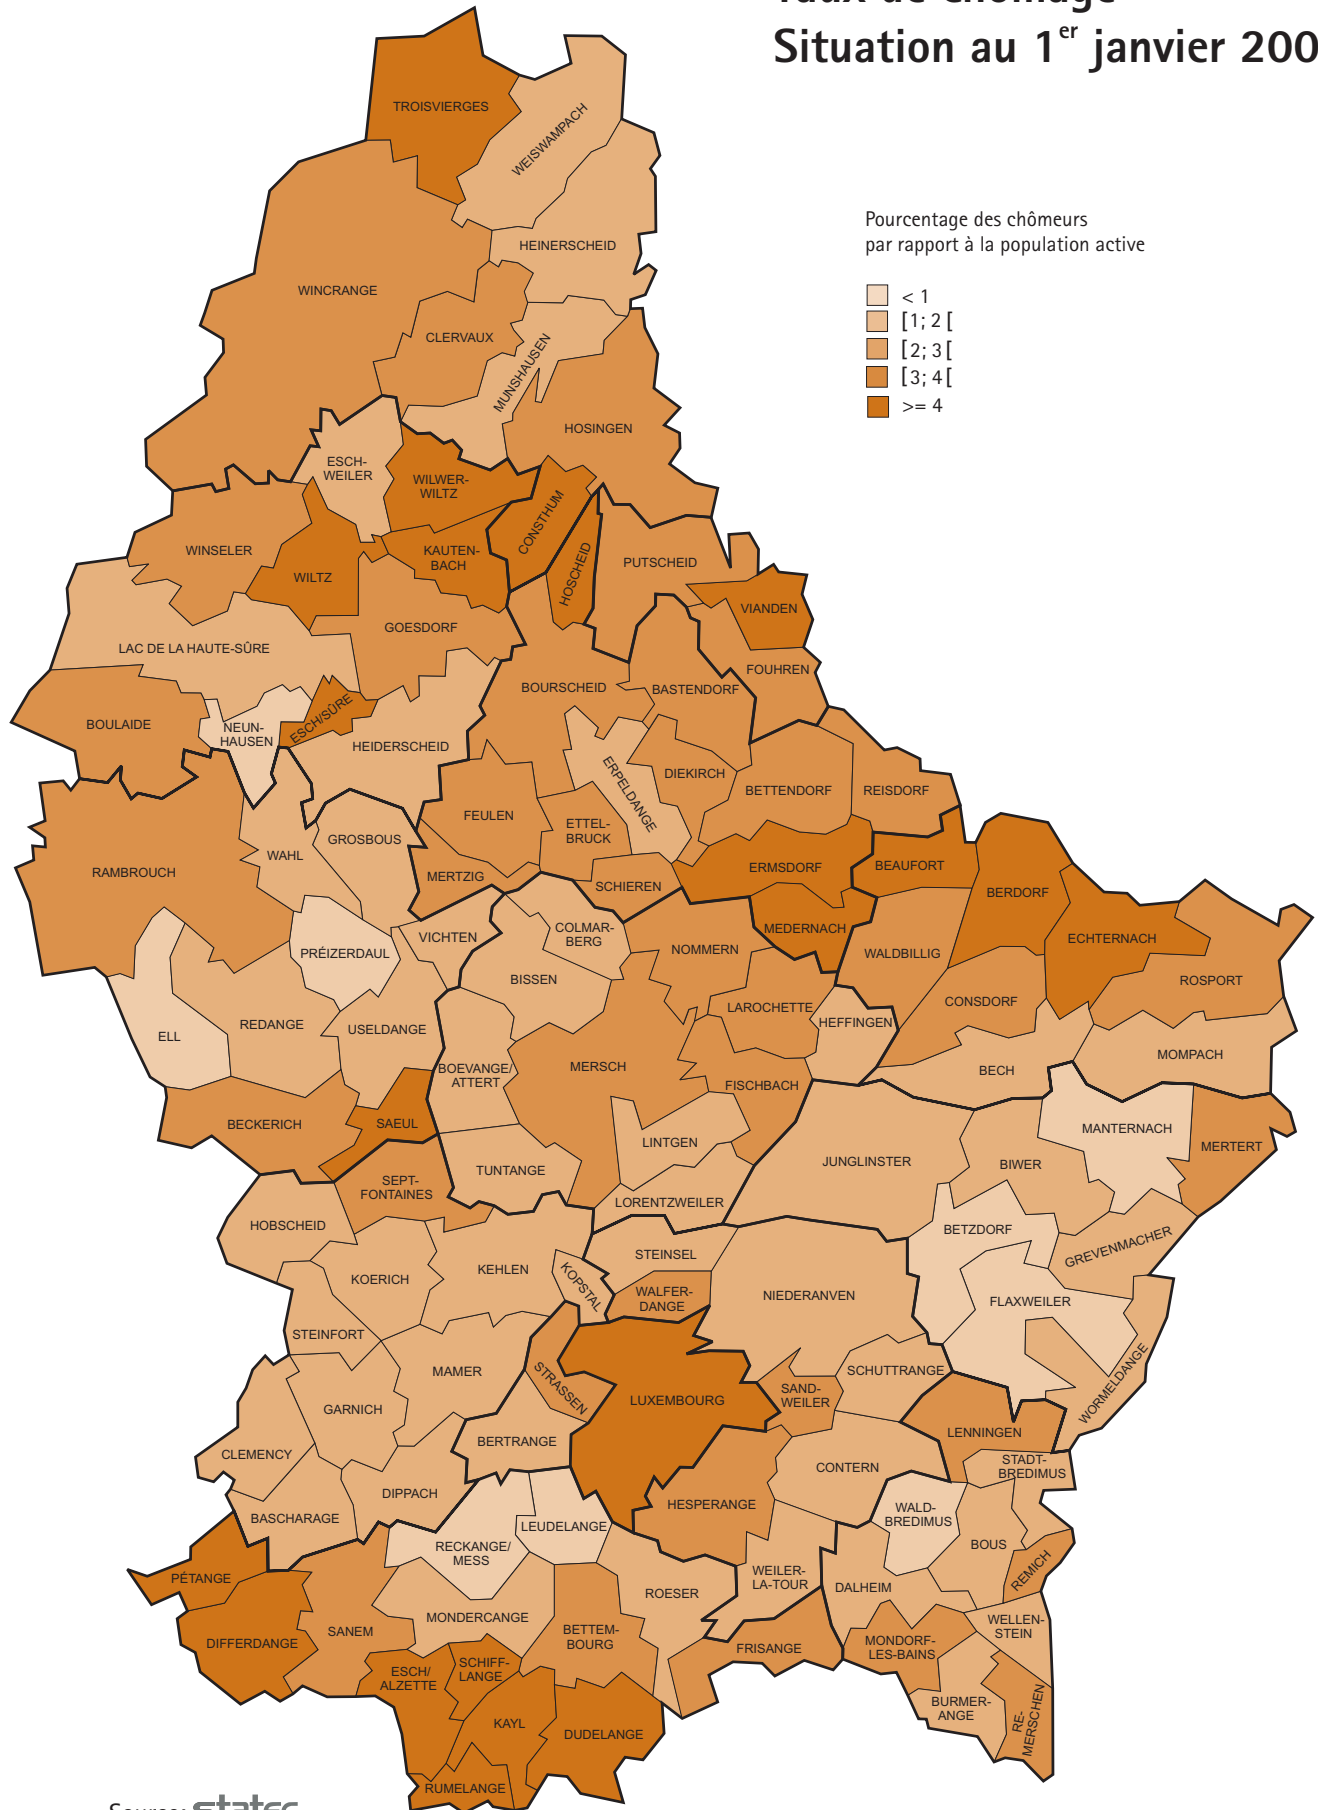 Taux de chômage
Situation au 1er janvier 200
Pourcentage des chômeurs
par rapport à la population active
< 1
[1; 2 [
[2; 3[
[3; 4[
>= 4
TROISVIERGES
WEISWAMPACH
HEINERSCHEID
WINCRANGE
CLERVAUX
MUNSHAUSEN
HOSINGEN
ESCH-
WEILER
WILWER-
WILTZ
CONSTHUM
WINSELER
WILTZ
KAUTEN-
BACH
HOSCHEID
PUTSCHEID
VIANDEN
GOESDORF
LAC DE LA HAUTE-SÛRE
FOUHREN
BOURSCHEID
BASTENDORF
BOULAIDE
NEUN-
HAUSEN
ESCH/SÛRE
HEIDERSCHEID
ERPELDANGE
DIEKIRCH
BETTENDORF
REISDORF
FEULEN
ETTEL-
BRUCK
GROSBOUS
WAHL
RAMBROUCH
MERTZIG
SCHIEREN
ERMSDORF
BEAUFORT
BERDORF
ECHTERNACH
MEDERNACH
COLMAR-
BERG
VICHTEN
PRÉIZERDAUL
NOMMERN
WALDBILLIG
ROSPORT
BISSEN
CONSDORF
LAROCHETTE
HEFFINGEN
REDANGE
USELDANGE
ELL
MOMPACH
BECH
MERSCH
BOEVANGE/
ATTERT
FISCHBACH
BECKERICH
SAEUL
LINTGEN
MANTERNACH
MERTERT
JUNGLINSTER
BIWER
TUNTANGE
SEPT-
FONTAINES
LORENTZWEILER
HOBSCHEID
BETZDORF
GREVENMACHER
STEINSEL
KEHLEN
KOERICH
KOPSTAL
WALFER-
DANGE
NIEDERANVEN
FLAXWEILER
STEINFORT
MAMER
STRASSEN
SCHUTTRANGE
WORMELDANGE
SAND-
WEILER
LUXEMBOURG
GARNICH
LENNINGEN
CLEMENCY
BERTRANGE
CONTERN
STADT-
BREDIMUS
DIPPACH
HESPERANGE
WALD-
BREDIMUS
BASCHARAGE
LEUDELANGE
RECKANGE/
MESS
BOUS
REMICH
PÉTANGE
WEILER-
LA-TOUR
DALHEIM
ROESER
MONDERCANGE
WELLEN-
STEIN
DIFFERDANGE
SANEM
BETTEM-
BOURG
FRISANGE
MONDORF-
LES-BAINS
ESCH/
ALZETTE
SCHIFF-
LANGE
BURMER-
ANGE
RE-
MERSCHEN
KAYL
DUDELANGE
RUMELANGE
Source: statec